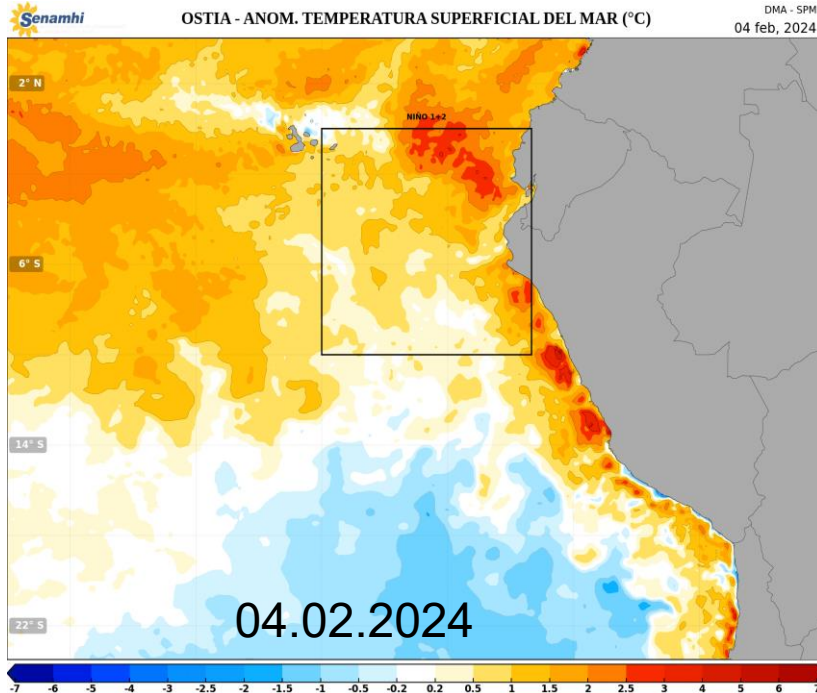 Senamhi
OSTIA - ANOM. TEMPERATURA SUPERFICIAL DEL MAR (°C)
DMA - SPM
04 feb, 2024
2° N
NIÑO 1+2
6° S
14° S
22° S
04.02.2024
-7 -6 -5 -4 -3 -2.5 -2 -1.5 -1 -0.5 -0.2 0.2 0.5 1 1.5 2 2.5 3 4 5 6 7